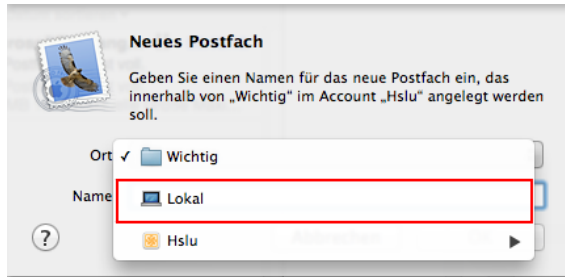 Neues Postfach
Geben Sie einen Namen für das neue Postfach ein, das
innerhalb von „Wichtig“ im Account „Hslu“ angelegt werden
soll.
Ort ✓ Wichtig
Name Lokal
Hslu
?
Abbrechen